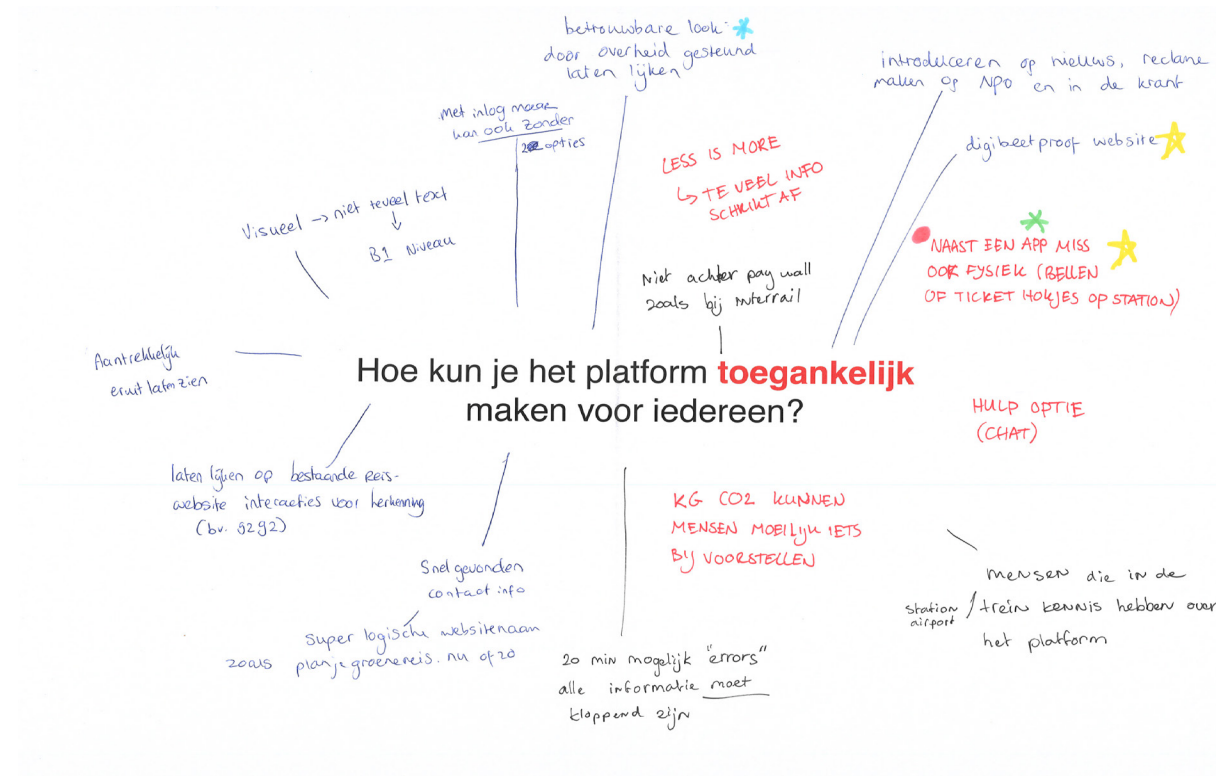 betrouwbare look:
door overheid gesteund
laten lijken
introduceren op nieuws, reclame
maken op NPO en in de krant
met inlog maar
kan ook zonder
2 opties
digibeetproof website
LESS IS MORE
↳ TE VEEL INFO
SCHRIKT AF
Visueel → niet teveel text
↓
B1 Niveau
NAAST EEN APP MISS
OOK FYSIEK (BELLEN
OF TICKET HOKJES OP STATION)
Niet achter pay wall
zoals bij Interrail
Aantrekkelijk
eruit laten zien
Hoe kun je het platform toegankelijk
maken voor iedereen?
HULP OPTIE
(CHAT)
laten lijken op bestaande reis-
website interacties voor herkenning
(bv. 9292)
KG CO2 KUNNEN
MENSEN MOEILIJK IETS
BIJ VOORSTELLEN
Snel gevonden
contact info
super logische websitenaam
zoals planjegroenereis.nu of zo
mensen die in de
station / trein kennis hebben over
airport
het platform
zo min mogelijk "errors"
alle informatie moet
kloppend zijn